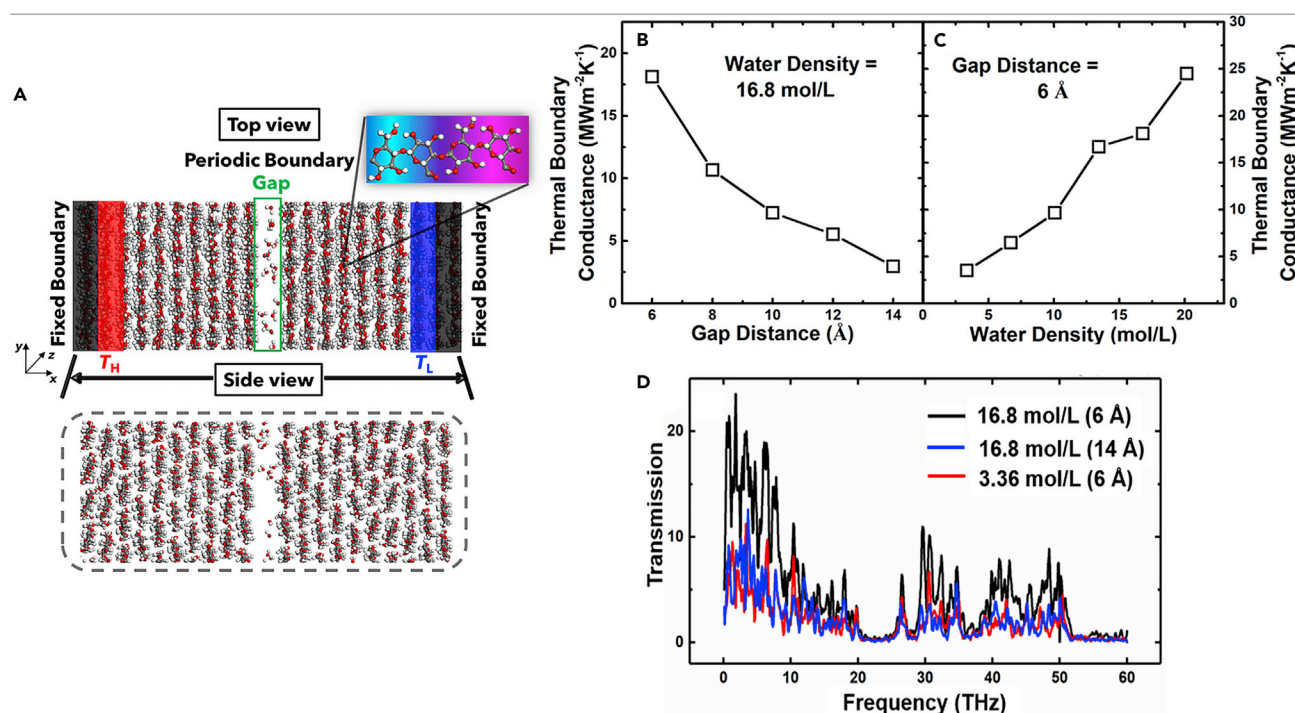 A
Top view
Periodic Boundary
Gap
Fixed Boundary
Fixed Boundary
y
z
x
T_H
T_L
Side view
B
Water Density =
16.8 mol/L
Thermal Boundary
Conductance (MWm⁻²K⁻¹)
20
15
10
5
0
6
8
10
12
14
Gap Distance (Å)
C
Gap Distance =
6 Å
0
5
10
15
20
Water Density (mol/L)
30
25
20
15
10
5
0
Thermal Boundary
Conductance (MWm⁻²K⁻¹)
D
16.8 mol/L (6 Å)
16.8 mol/L (14 Å)
3.36 mol/L (6 Å)
Transmission
20
10
0
0
10
20
30
40
50
60
Frequency (THz)